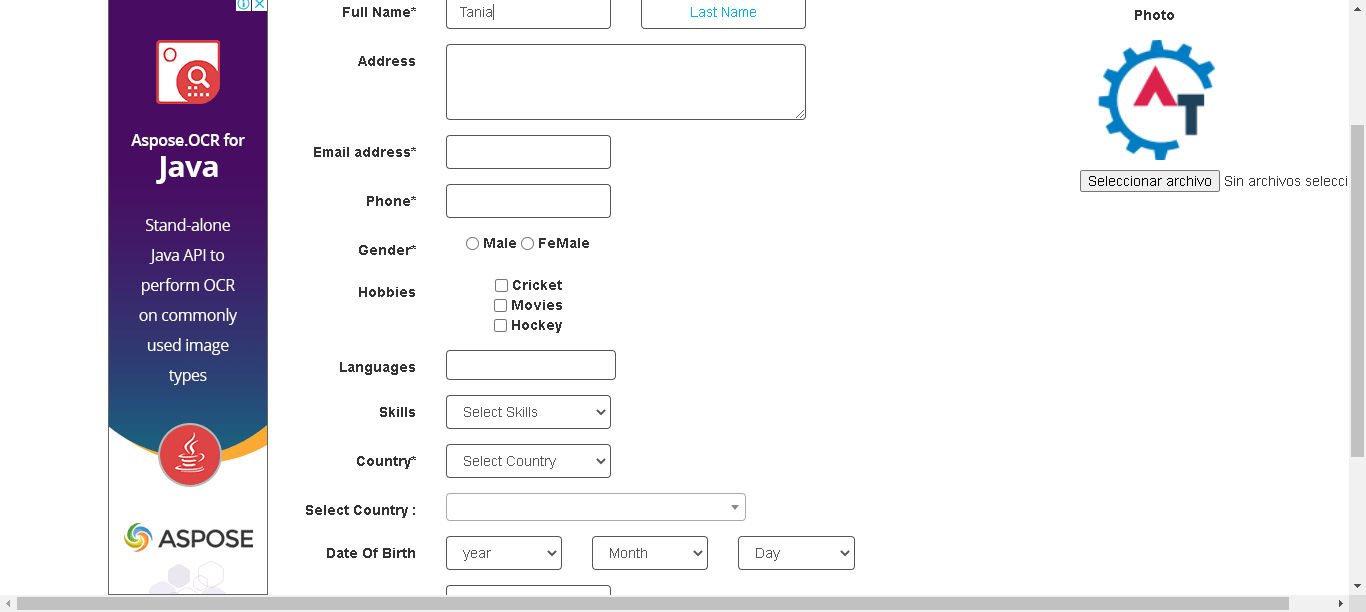 Full Name*
Tania
Last Name
Photo
Address
Aspose.OCR for
Java
Email address*
Seleccionar archivo
Sin archivos selecci
Phone*
Stand-alone
Java API to
perform OCR
on commonly
used image
types
Gender*
Male
FeMale
Hobbies
Cricket
Movies
Hockey
Languages
Skills
Select Skills
Country*
Select Country
Select Country :
ASPOSE
Date Of Birth
year
Month
Day